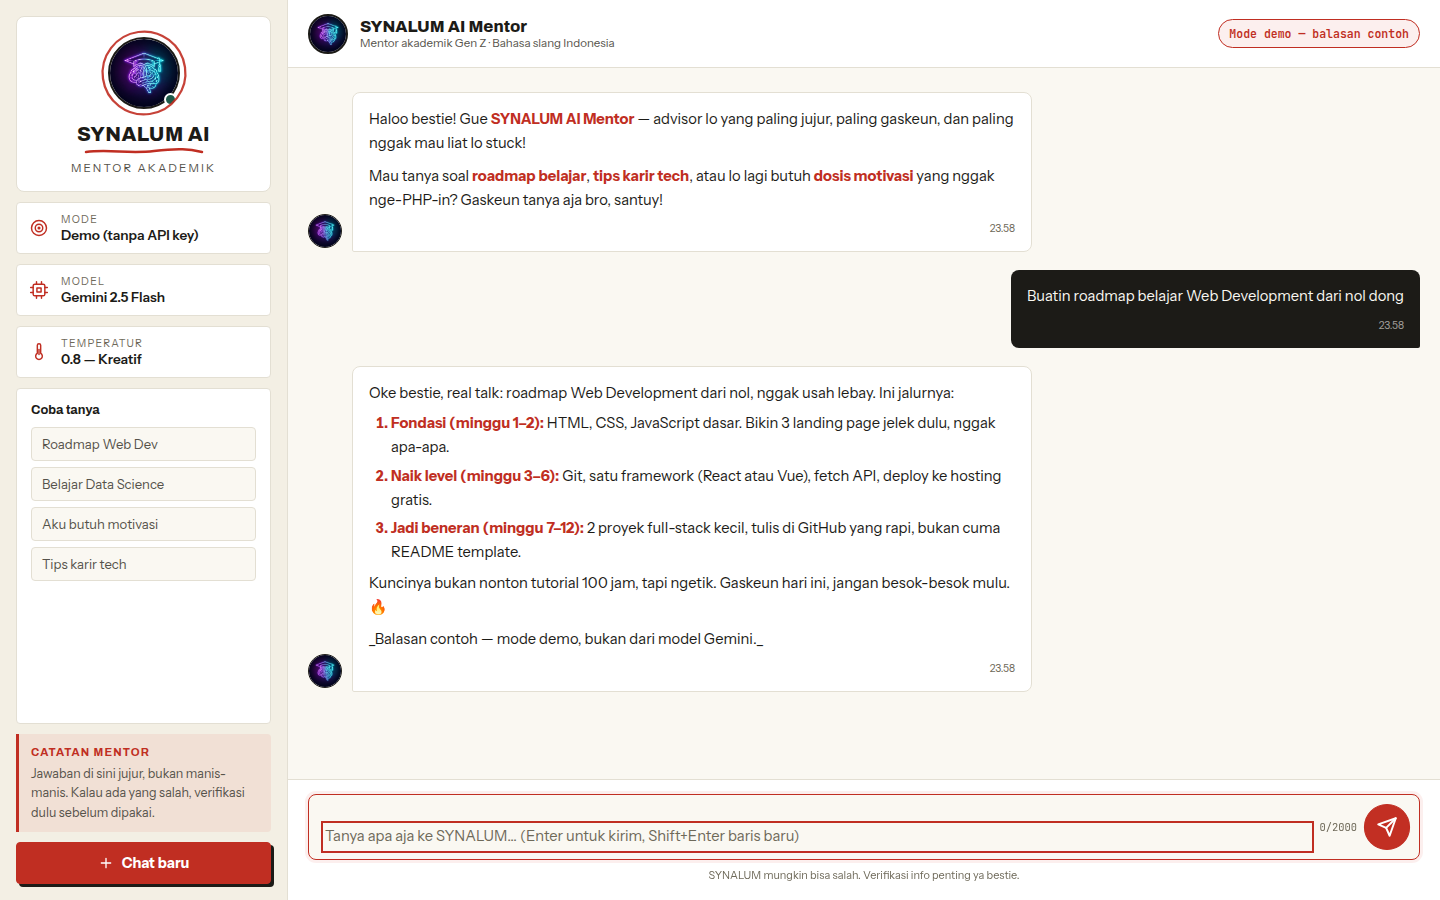 SYNALUM AI
MENTOR AKADEMIK
MODE
Demo (tanpa API key)
MODEL
Gemini 2.5 Flash
TEMPERATUR
0.8 — Kreatif
Coba tanya
Roadmap Web Dev
Belajar Data Science
Aku butuh motivasi
Tips karir tech
CATATAN MENTOR
Jawaban di sini jujur, bukan manis-
manis. Kalau ada yang salah, verifikasi
dulu sebelum dipakai.
+ Chat baru
SYNALUM AI Mentor
Mentor akademik Gen Z · Bahasa slang Indonesia
Mode demo — balasan contoh
Haloo bestie! Gue SYNALUM AI Mentor — advisor lo yang paling jujur, paling gaskeun, dan paling
nggak mau liat lo stuck!
Mau tanya soal roadmap belajar, tips karir tech, atau lo lagi butuh dosis motivasi yang nggak
nge-PHP-in? Gaskeun tanya aja bro, santuy!
23.58
Buatin roadmap belajar Web Development dari nol dong
23.58
Oke bestie, real talk: roadmap Web Development dari nol, nggak usah lebay. Ini jalurnya:
1. Fondasi (minggu 1–2): HTML, CSS, JavaScript dasar. Bikin 3 landing page jelek dulu, nggak
apa-apa.
2. Naik level (minggu 3–6): Git, satu framework (React atau Vue), fetch API, deploy ke hosting
gratis.
3. Jadi beneran (minggu 7–12): 2 proyek full-stack kecil, tulis di GitHub yang rapi, bukan cuma
README template.
Kuncinya bukan nonton tutorial 100 jam, tapi ngetik. Gaskeun hari ini, jangan besok-besok mulu.
🔥
_Balasan contoh — mode demo, bukan dari model Gemini._
23.58
Tanya apa aja ke SYNALUM... (Enter untuk kirim, Shift+Enter baris baru)
0/2000
SYNALUM mungkin bisa salah. Verifikasi info penting ya bestie.